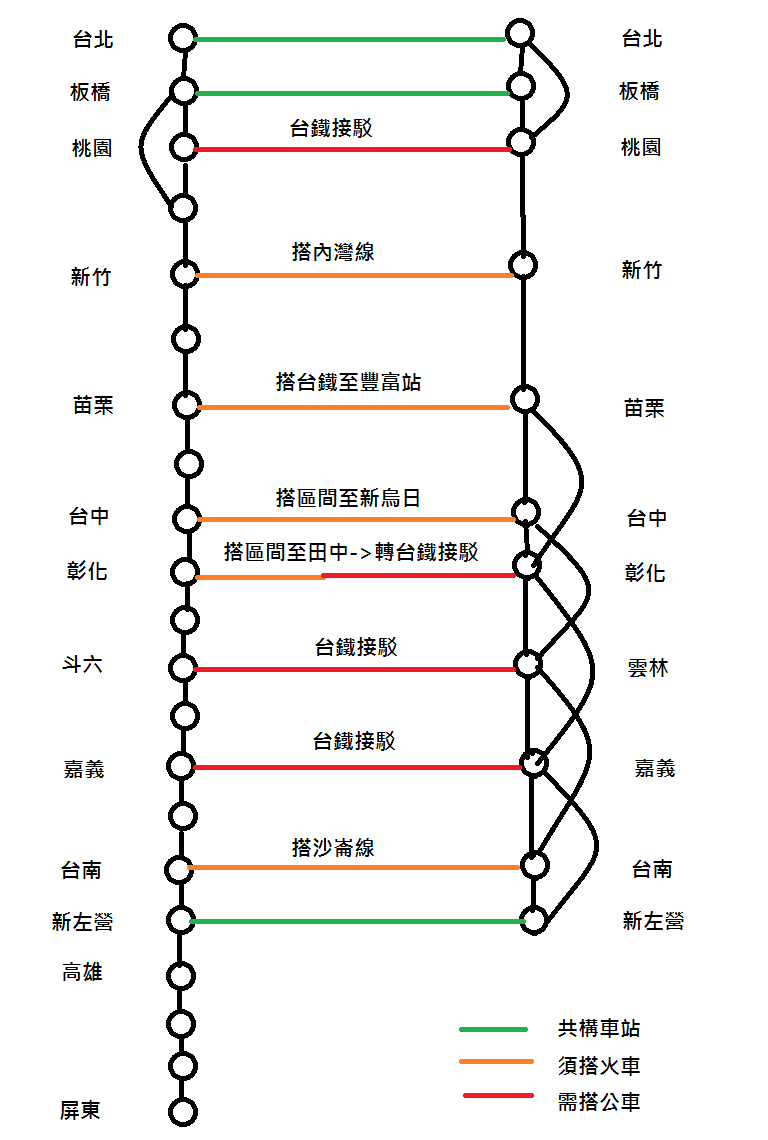 台北
台北
板橋
板橋
台鐵接駁
桃園
桃園
搭內灣線
新竹
新竹
搭台鐵至豐富站
苗栗
苗栗
搭區間至新烏日
台中
台中
搭區間至田中->轉台鐵接駁
彰化
彰化
台鐵接駁
斗六
雲林
台鐵接駁
嘉義
嘉義
搭沙崙線
台南
台南
新左營
新左營
高雄
共構車站
須搭火車
需搭公車
屏東